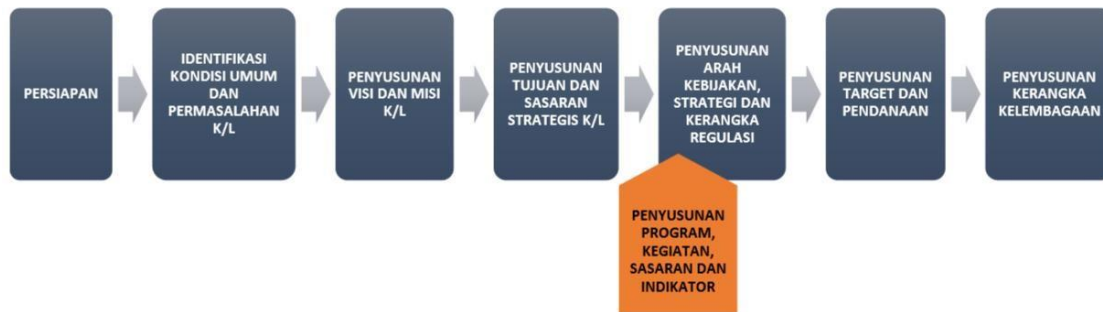 PERSIAPAN
IDENTIFIKASI
KONDISI UMUM
DAN
PERMASALAHAN
K/L
PENYUSUNAN
VISI DAN MISI
K/L
PENYUSUNAN
TUJUAN DAN
SASARAN
STRATEGIS K/L
PENYUSUNAN
ARAH
KEBIJAKAN,
STRATEGI DAN
KERANGKA
REGULASI
PENYUSUNAN
TARGET DAN
PENDANAAN
PENYUSUNAN
KERANGKA
KELEMBAGAAN
PENYUSUNAN
PROGRAM,
KEGIATAN,
SASARAN DAN
INDIKATOR